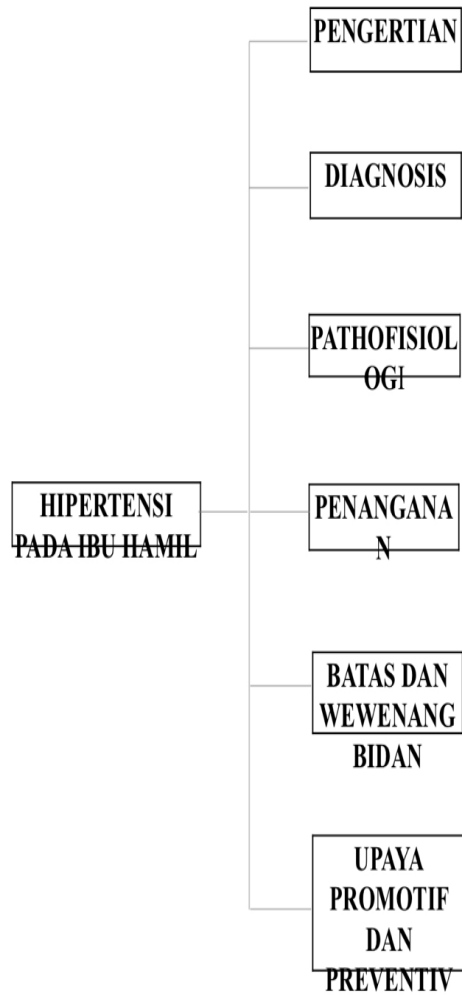 PENGERTIAN
DIAGNOSIS
PATHOFISIOL
OGI
HIPERTENSI
PADA IBU HAMIL
PENANGANA
N
BATAS DAN
WEWENANG
BIDAN
UPAYA
PROMOTIF
DAN
PREVENTIV